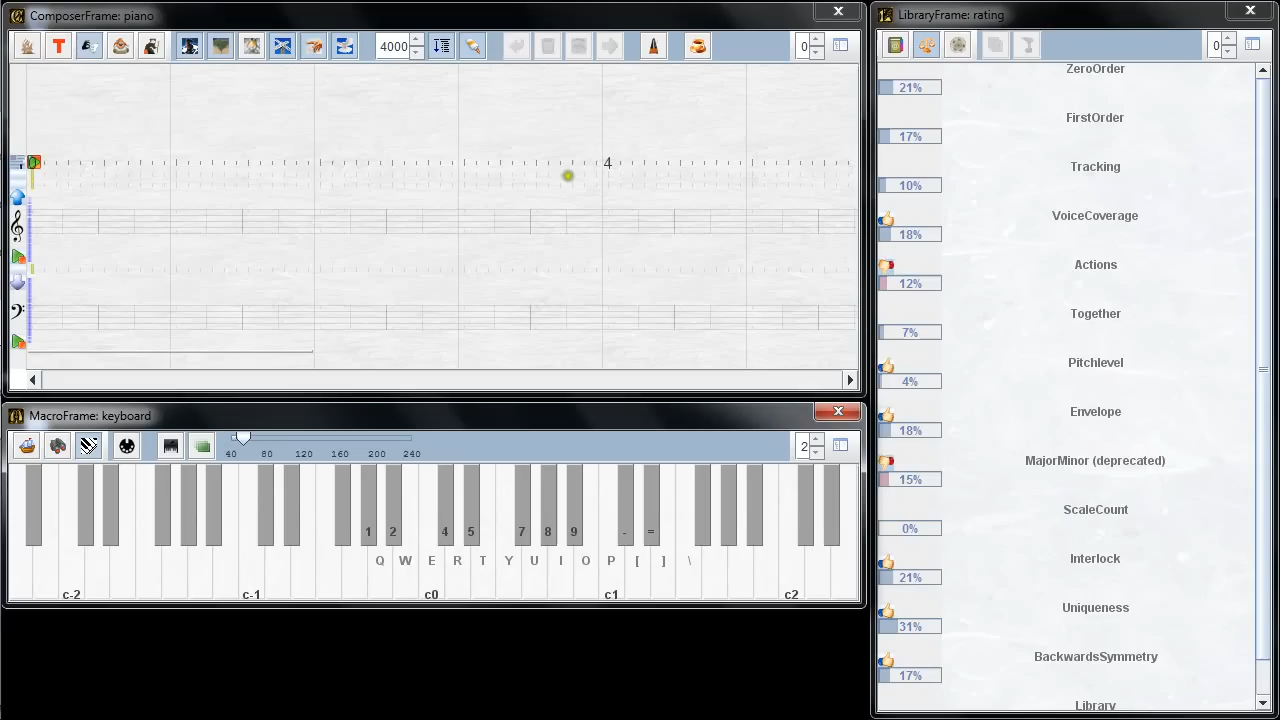 ComposerFrame: piano
4000
0
4
MacroFrame: keyboard
40 80 120 160 200 240
2
1 2 4 5 7 8 9 - =
Q W E R T Y U I O P [ ] \
c-2 c-1 c0 c1 c2
LibraryFrame: rating
0
ZeroOrder
21%
FirstOrder
17%
Tracking
10%
VoiceCoverage
18%
Actions
12%
Together
7%
Pitchlevel
4%
Envelope
18%
MajorMinor (deprecated)
15%
ScaleCount
0%
Interlock
21%
Uniqueness
31%
BackwardsSymmetry
17%
Library